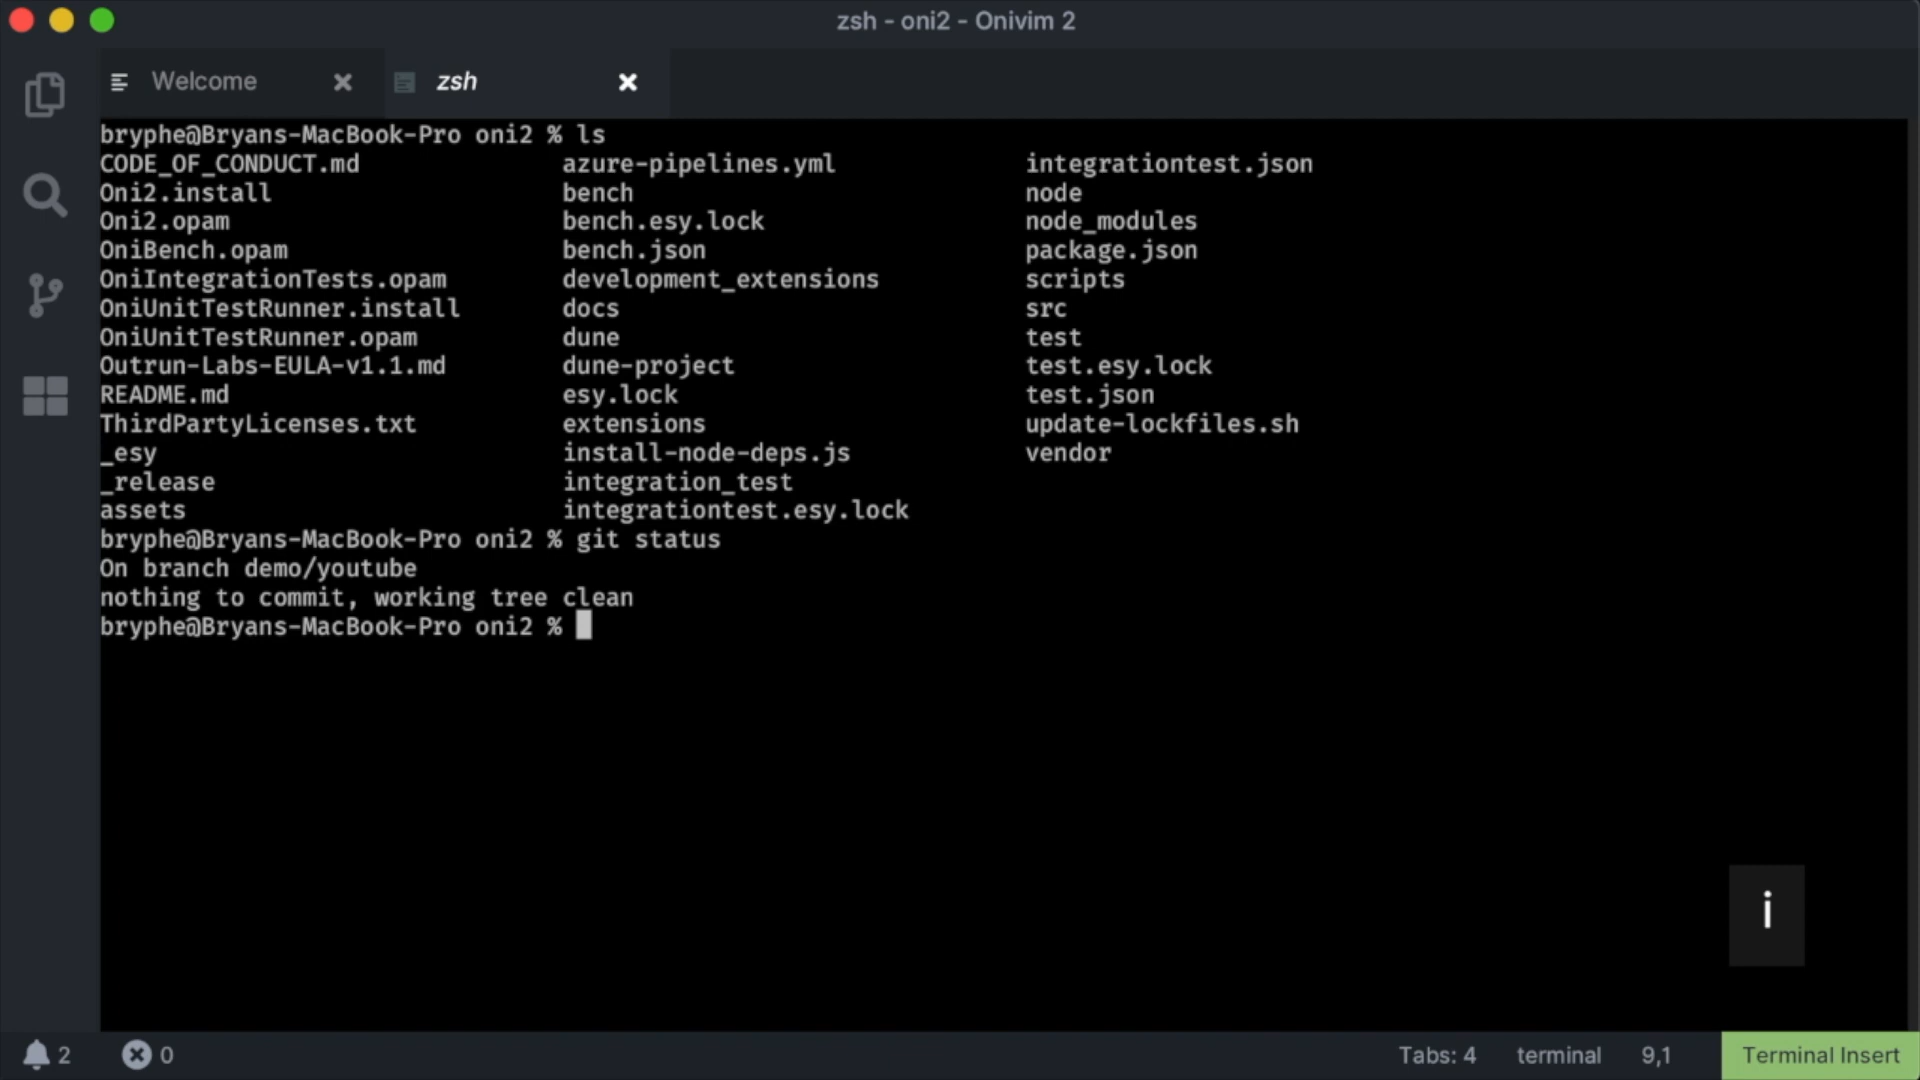 zsh - oni2 - Onivim 2
Welcome
zsh
bryphe@Bryans-MacBook-Pro oni2 % ls
CODE_OF_CONDUCT.md azure-pipelines.yml integrationtest.json
Oni2.install bench node
Oni2.opam bench.esy.lock node_modules
OniBench.opam bench.json package.json
OniIntegrationTests.opam development_extensions scripts
OniUnitTestRunner.install docs src
OniUnitTestRunner.opam dune test
Outrun-Labs-EULA-v1.1.md dune-project test.esy.lock
README.md esy.lock test.json
ThirdPartyLicenses.txt extensions update-lockfiles.sh
_esy install-node-deps.js vendor
_release integration_test
assets integrationtest.esy.lock
bryphe@Bryans-MacBook-Pro oni2 % git status
On branch demo/youtube
nothing to commit, working tree clean
bryphe@Bryans-MacBook-Pro oni2 %
i
2 0 Tabs: 4 terminal 9,1 Terminal Insert